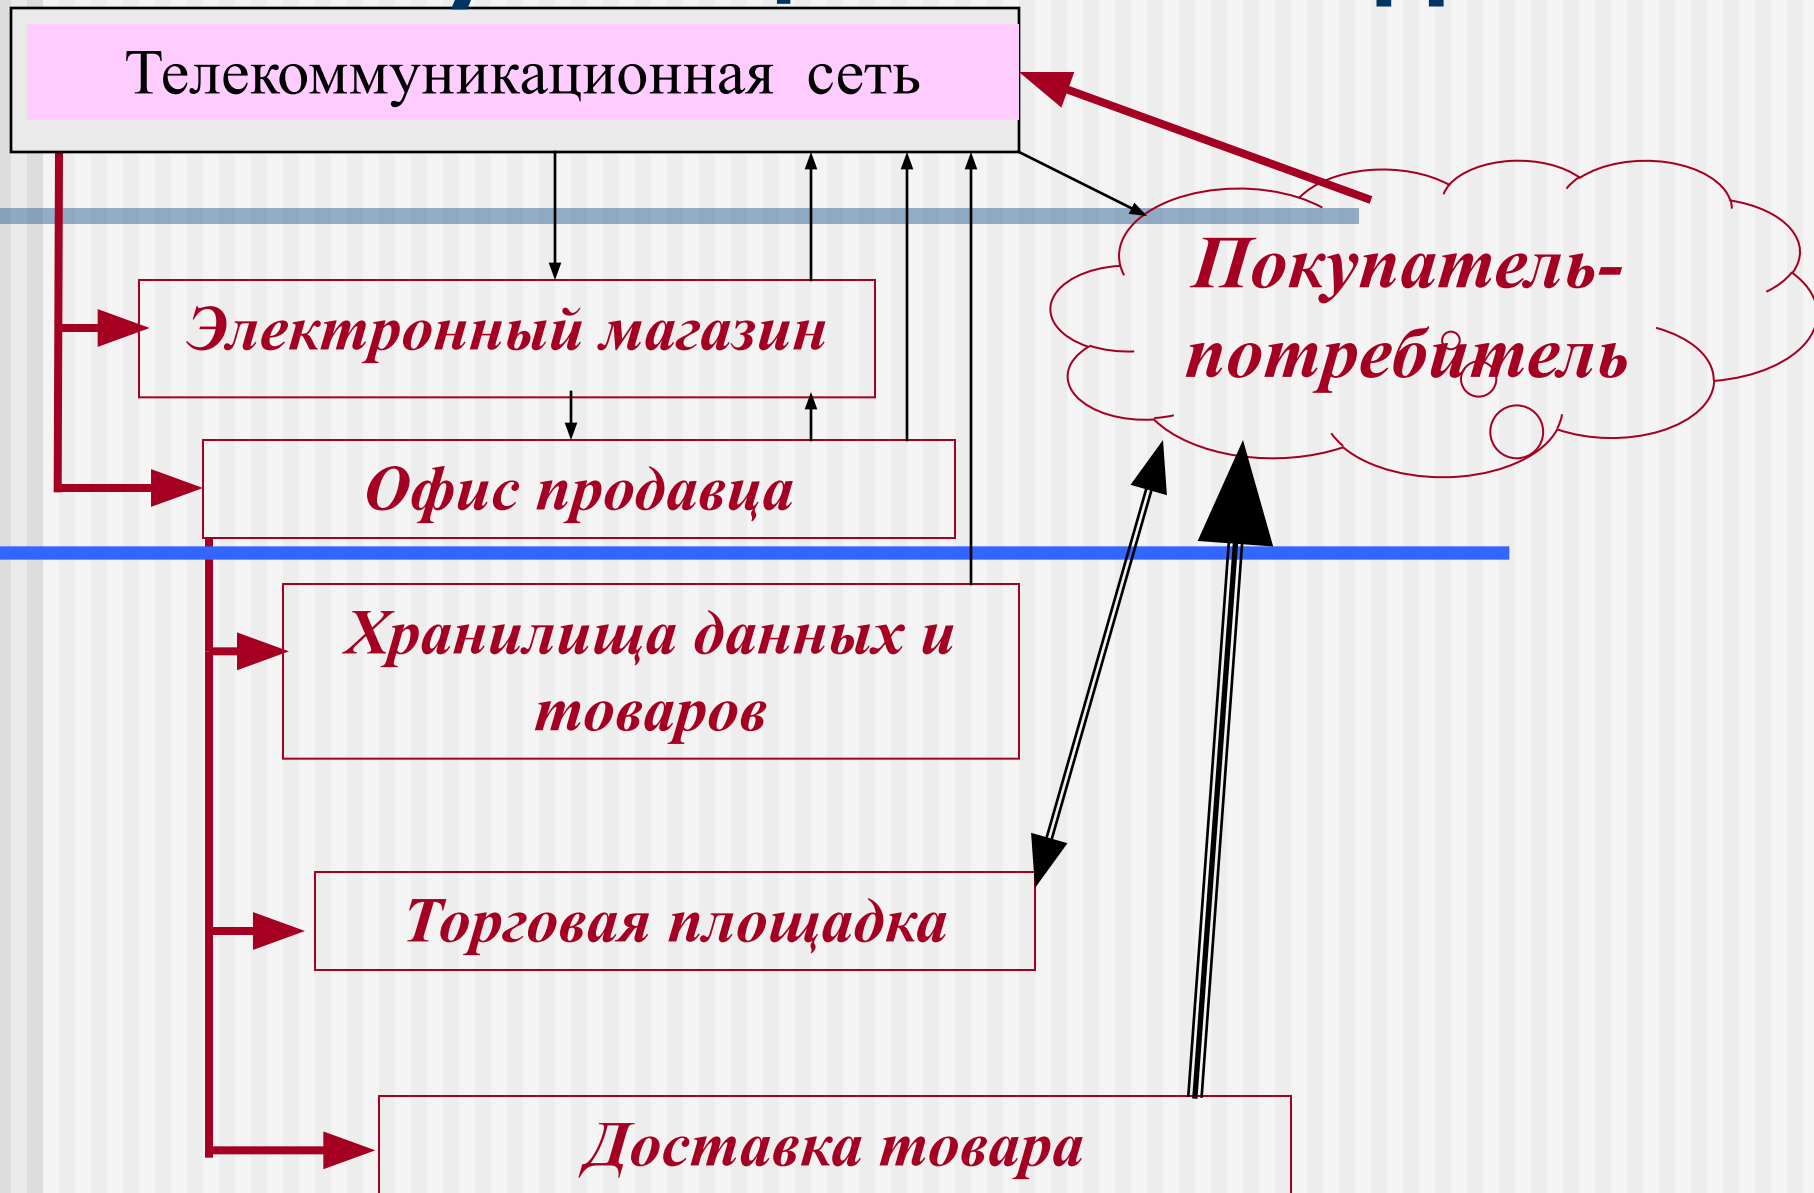 Телекоммуникационная сеть
Покупатель-
потребитель
Электронный магазин
Офис продавца
Хранилища данных и
товаров
Торговая площадка
Доставка товара